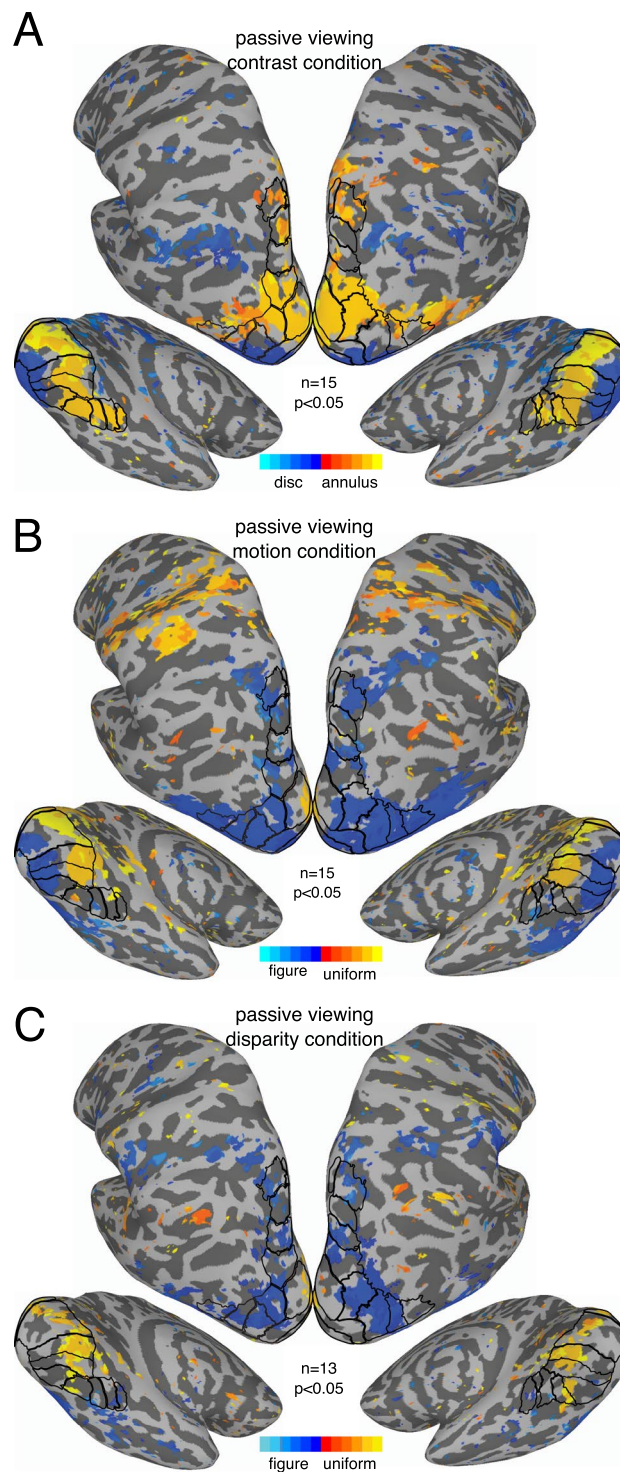 A
passive viewing
contrast condition
n=15
p<0.05
disc annulus
B
passive viewing
motion condition
n=15
p<0.05
figure uniform
C
passive viewing
disparity condition
n=13
p<0.05
figure uniform